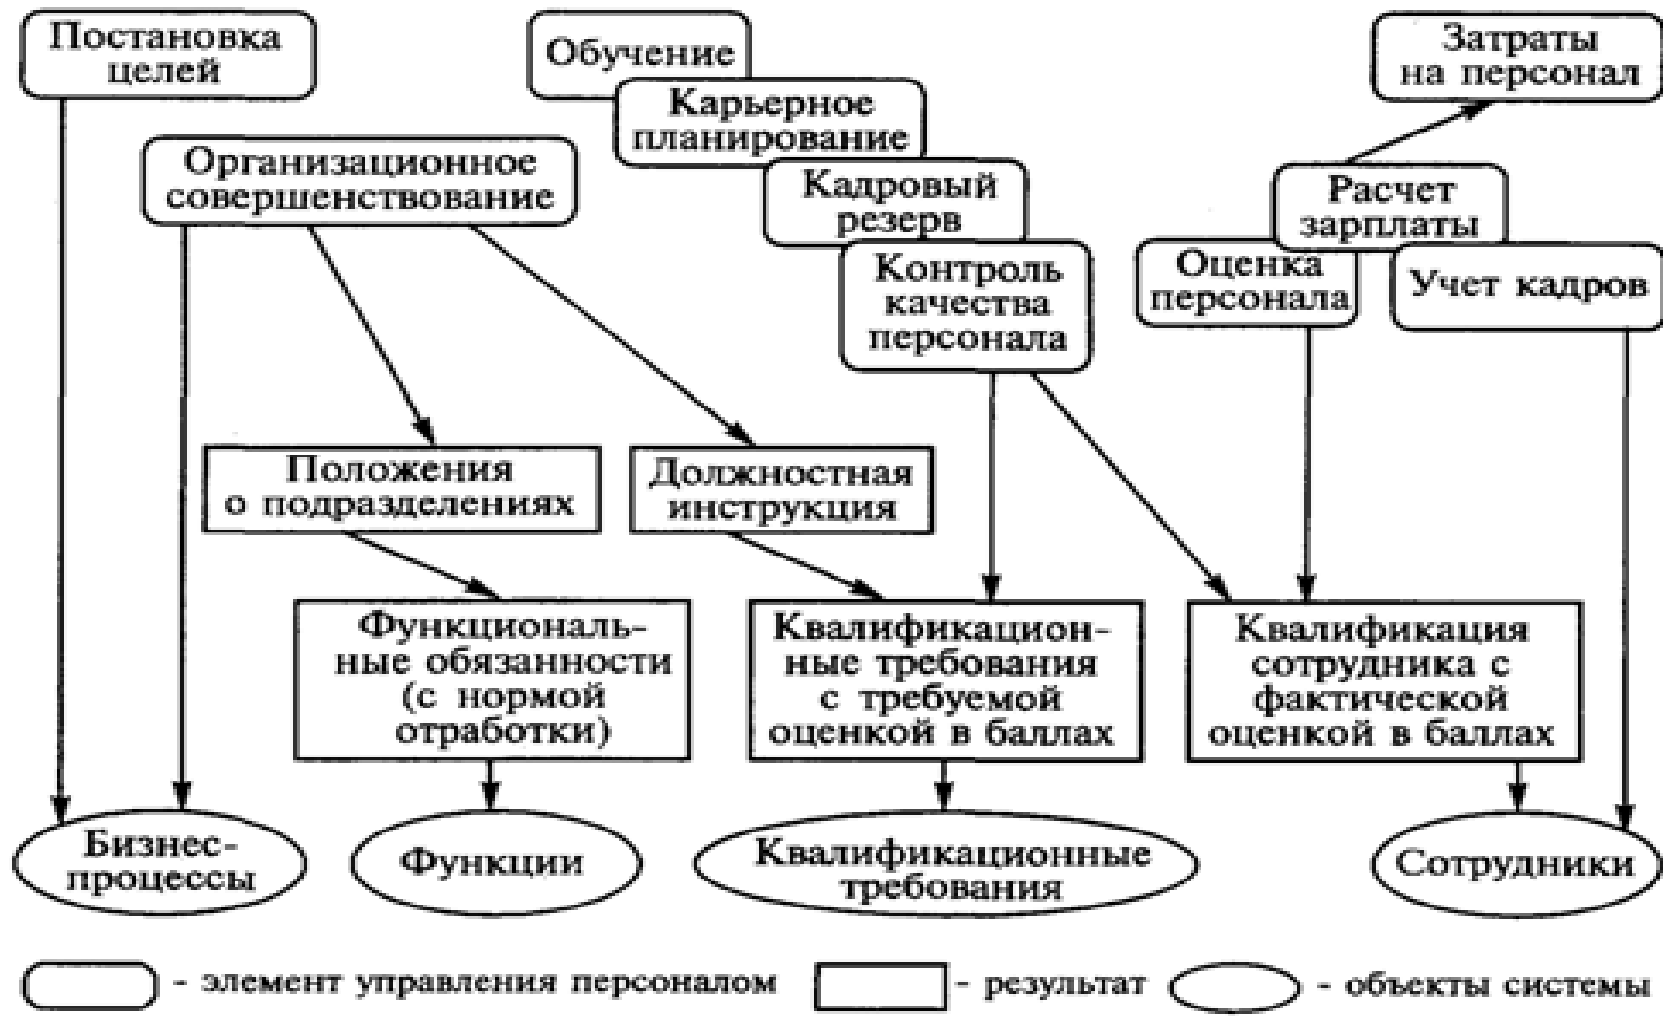 Постановка
целей
Обучение
Затраты
на персонал
Карьерное
планирование
Организационное
совершенствование
Кадровый
резерв
Расчет
зарплаты
Контроль
качества
персонала
Оценка
персонала
Учет кадров
Положения
о подразделениях
Должностная
инструкция
Функциональ-
ные обязанности
(с нормой
отработки)
Квалификацион-
ные требования
с требуемой
оценкой в баллах
Квалификация
сотрудника с
фактической
оценкой в баллах
Бизнес-
процессы
Функции
Квалификационные
требования
Сотрудники
- элемент управления персоналом
- результат
- объекты системы